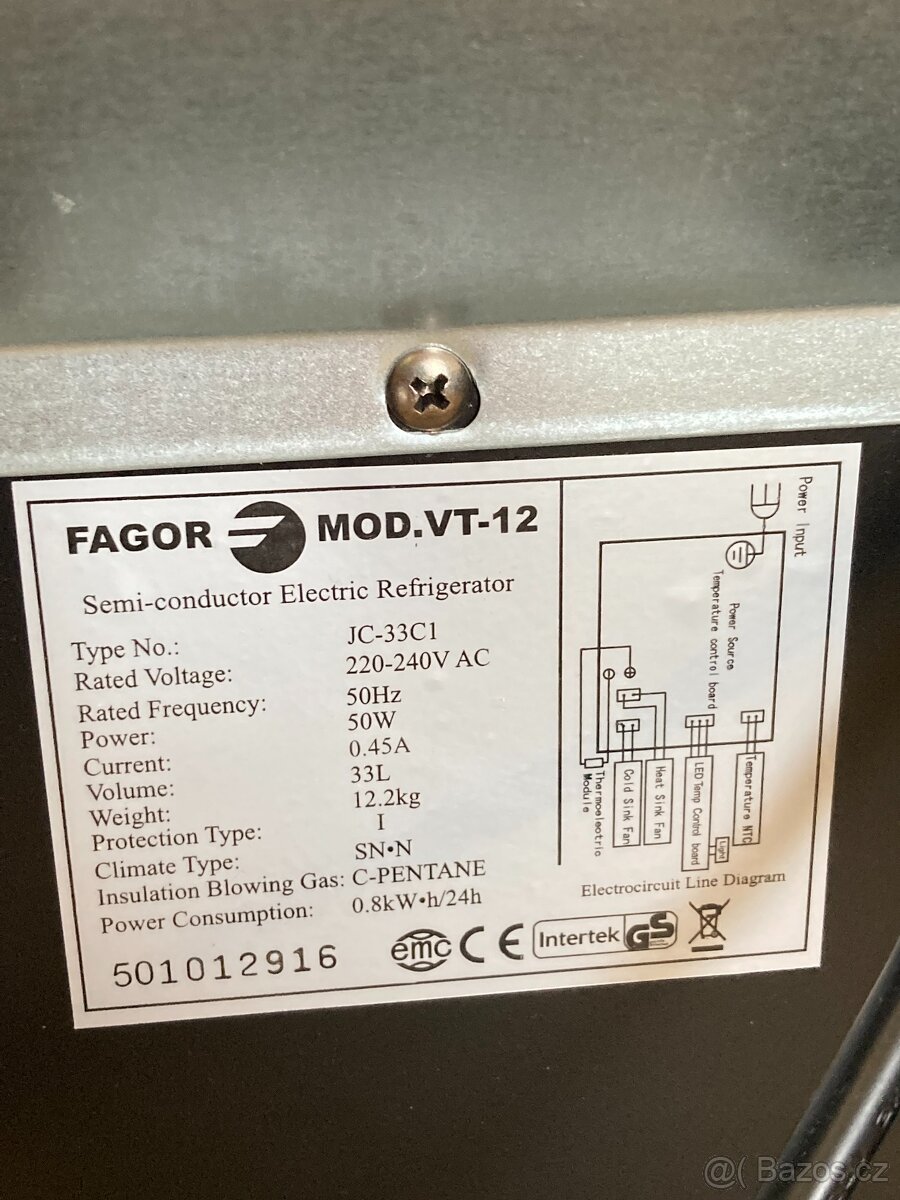 FAGOR MOD.VT-12
Semi-conductor Electric Refrigerator
Type No.: JC-33C1
Rated Voltage: 220-240V AC
Rated Frequency: 50Hz
Power: 50W
Current: 0.45A
Volume: 33L
Weight: 12.2kg
Protection Type: I
Climate Type: SN•N
Insulation Blowing Gas: C-PENTANE
Power Consumption: 0.8kW•h/24h
501012916
emc CE Intertek GS
Power Input
Power Source
Temperature control board
Temperature NTC
Light
LED Temp Control board
Heat Sink Fan
Cold Sink Fan
Thermoelectric
Module
Electrocircuit Line Diagram
@( Bazos.cz